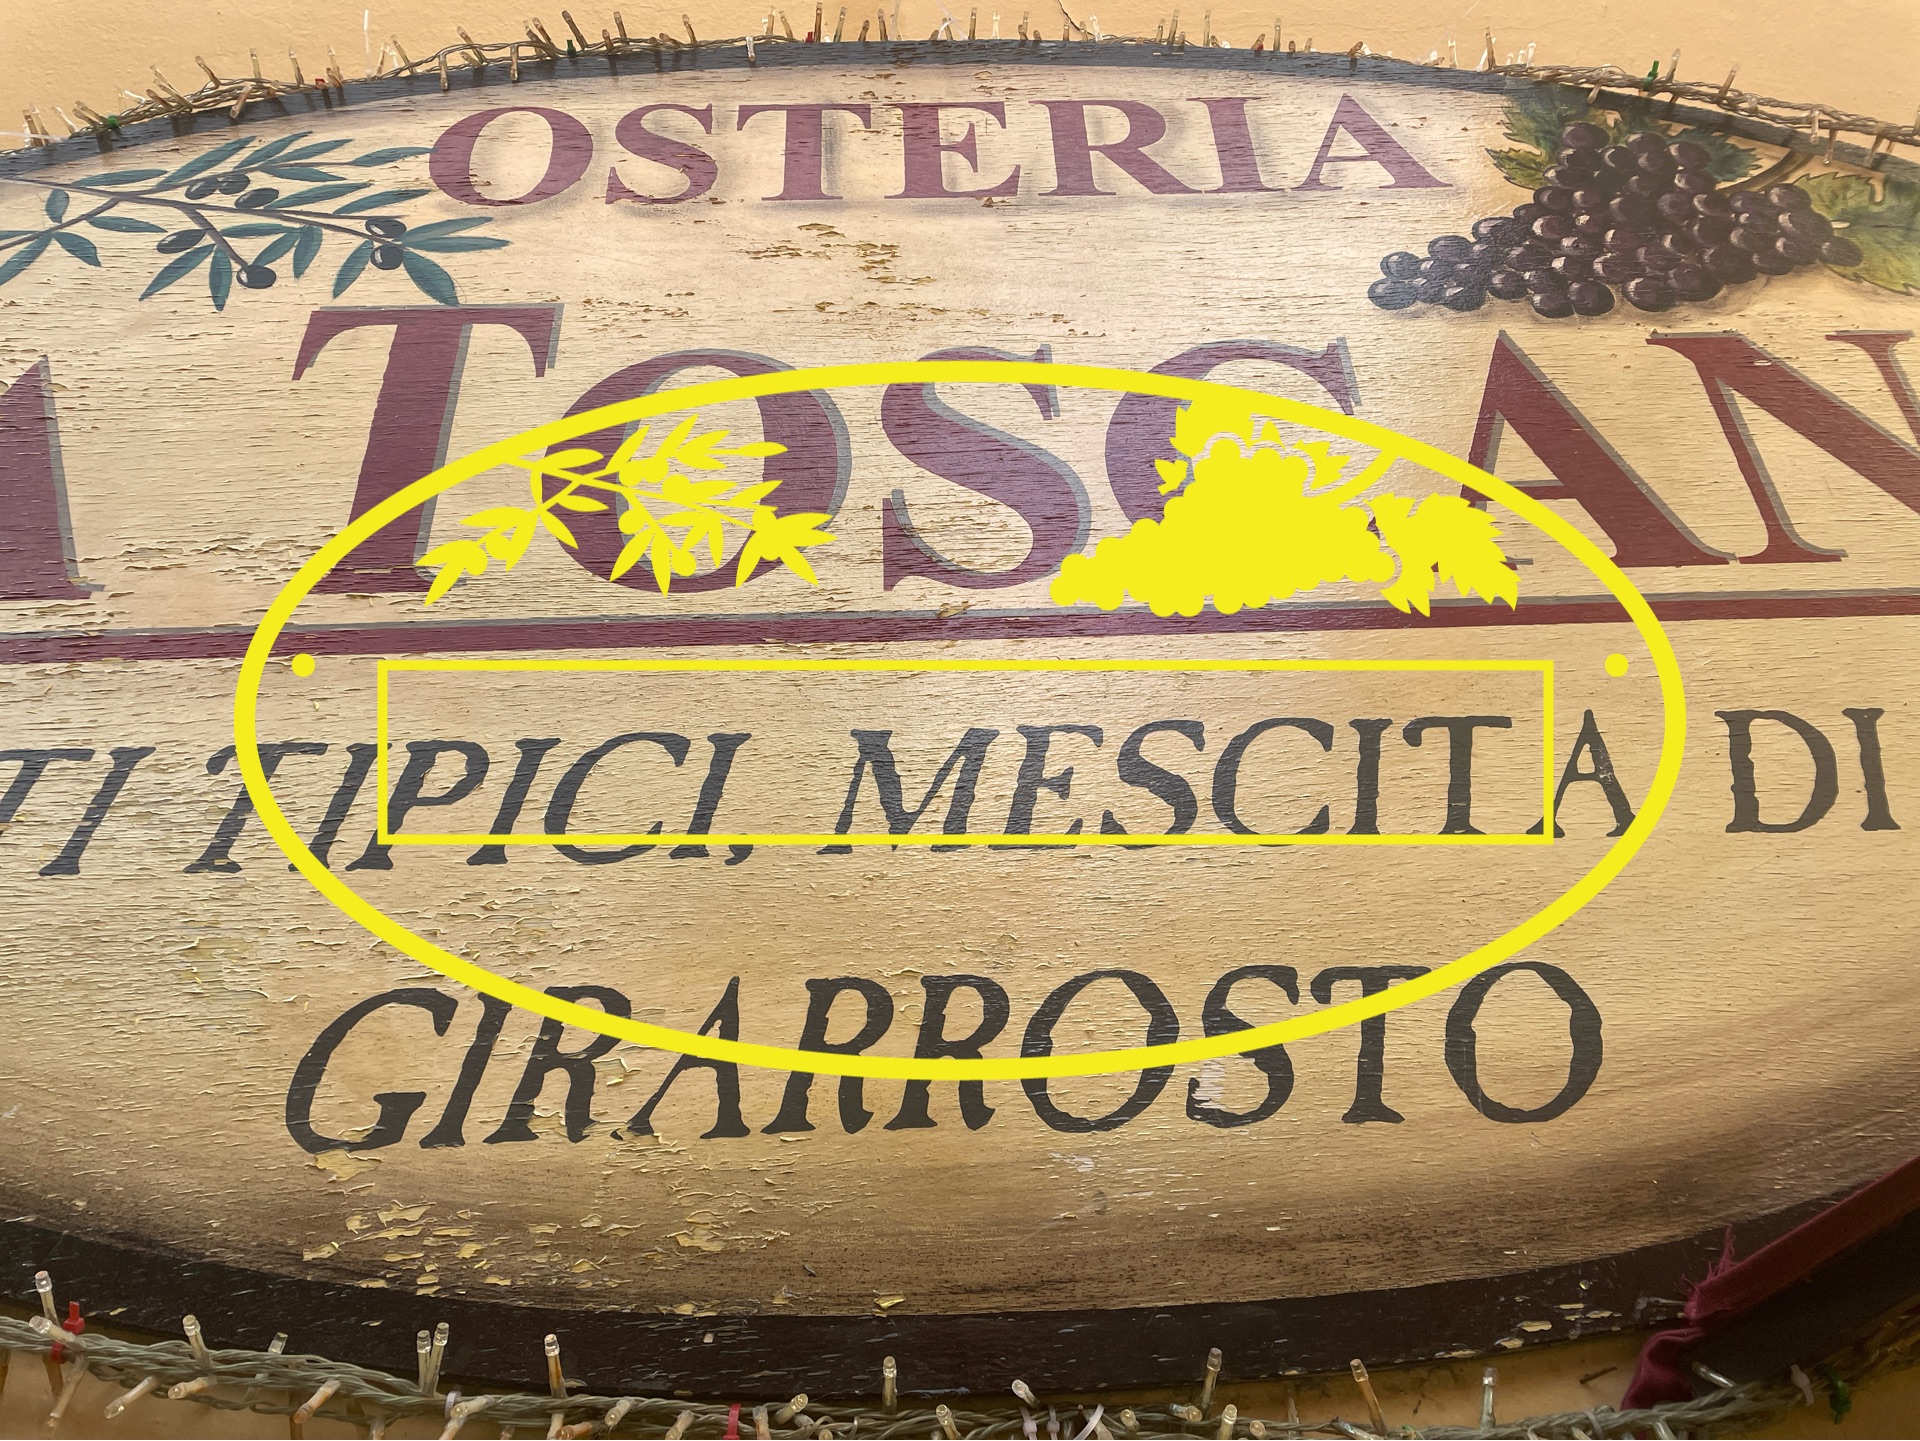 OSTERIA
TOSCAN
TI TIPICI, MESCITA DI
GIRARROSTO